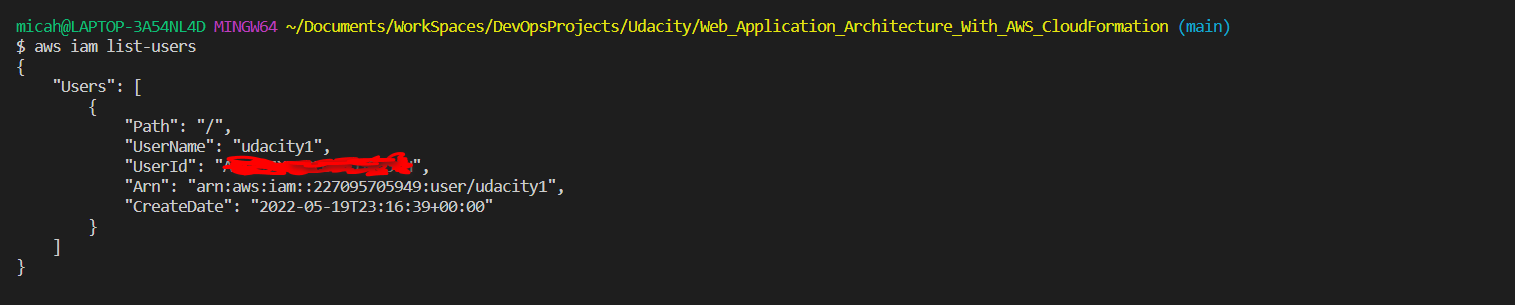 micah@LAPTOP-3A54NL4D MINGW64 ~/Documents/WorkSpaces/DevOpsProjects/Udacity/Web_Application_Architecture_With_AWS_CloudFormation (main)
$ aws iam list-users
{
    "Users": [
        {
            "Path": "/",
            "UserName": "udacity1",
            "UserId": "
            "Arn": "arn:aws:iam::227095705949:user/udacity1",
            "CreateDate": "2022-05-19T23:16:39+00:00"
        }
    ]
}